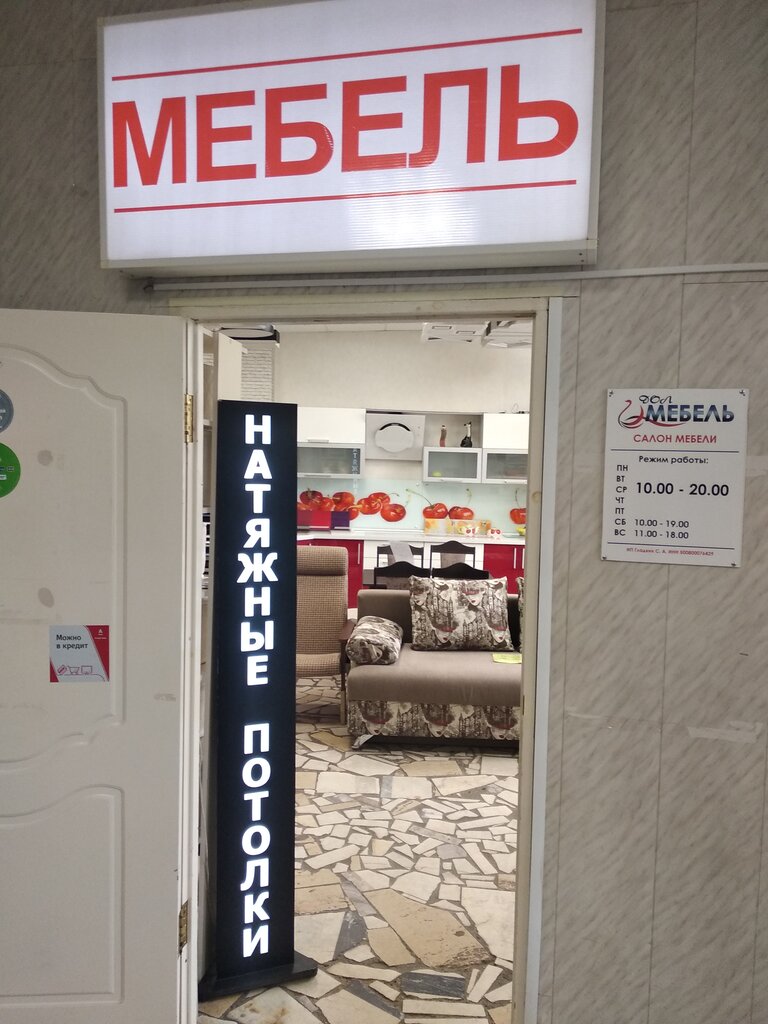 МЕБЕЛЬ
НАТЯЖНЫЕ ПОТОЛКИ
ДОЛ
МЕБЕЛЬ
САЛОН МЕБЕЛИ
Режим работы:
ПН
ВТ
СР 10.00 - 20.00
ЧТ
ПТ
СБ 10.00 - 19.00
ВС 11.00 - 18.00
Можно
в кредит